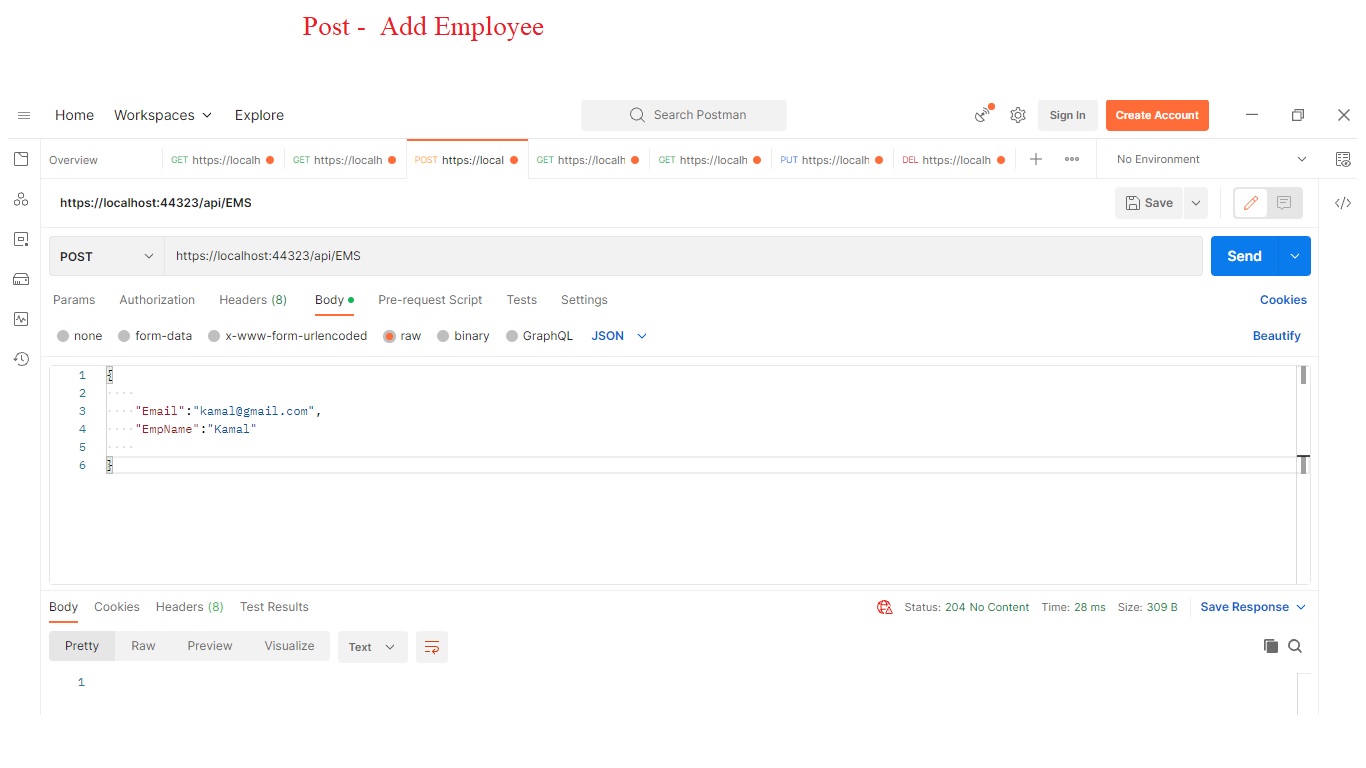 Post -  Add Employee
Home Workspaces Explore Search Postman Sign In Create Account
Overview GET https://localh GET https://localh POST https://local GET https://localh GET https://localh PUT https://localh DEL https://localh No Environment
https://localhost:44323/api/EMS Save
POST https://localhost:44323/api/EMS Send
Params Authorization Headers (8) Body Pre-request Script Tests Settings Cookies
none form-data x-www-form-urlencoded raw binary GraphQL JSON Beautify
1 {
2
3 "Email":"kamal@gmail.com",
4 "EmpName":"Kamal"
5
6 }
Body Cookies Headers (8) Test Results Status: 204 No Content Time: 28 ms Size: 309 B Save Response
Pretty Raw Preview Visualize Text
1